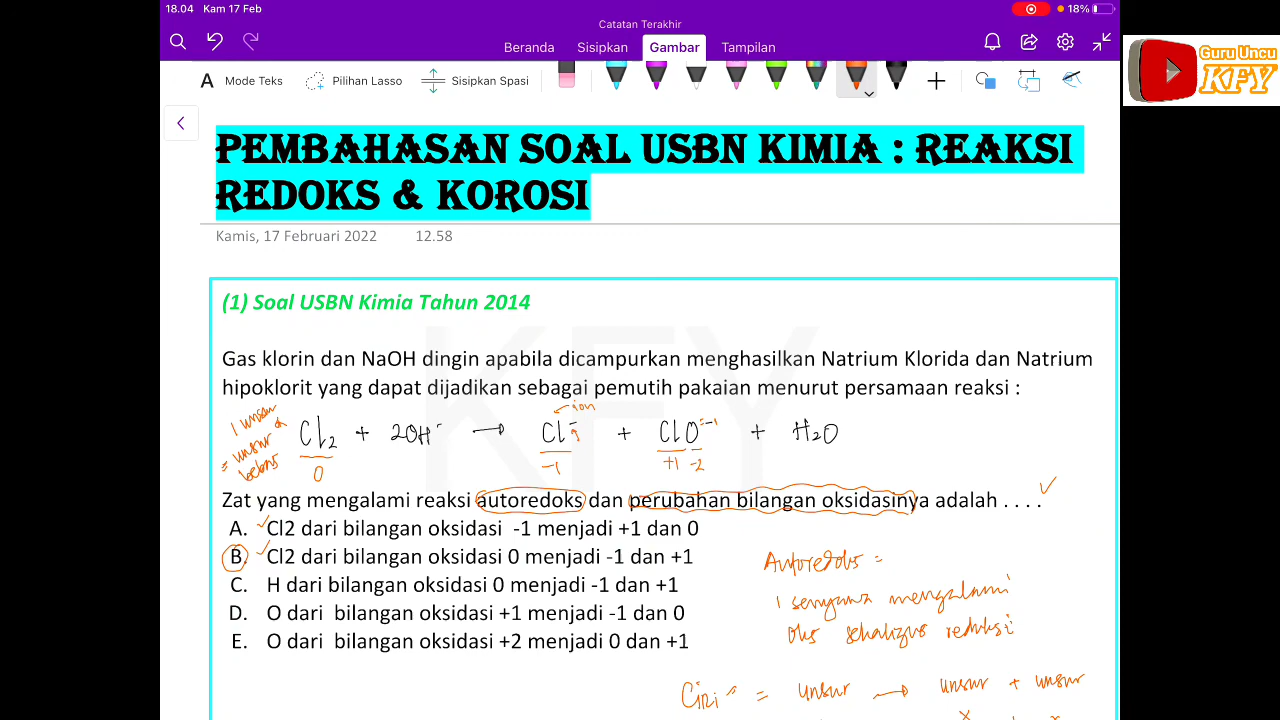 18.04 Kam 17 Feb
18%
Catatan Terakhir
Beranda Sisipkan Gambar Tampilan
A Mode Teks Pilihan Lasso Sisipkan Spasi
Guru Uncu
KFY
PEMBAHASAN SOAL USBN KIMIA : REAKSI
REDOKS & KOROSI
Kamis, 17 Februari 2022 12.58
(1) Soal USBN Kimia Tahun 2014
KFY
Gas klorin dan NaOH dingin apabila dicampurkan menghasilkan Natrium Klorida dan Natrium
hipoklorit yang dapat dijadikan sebagai pemutih pakaian menurut persamaan reaksi :
1 unsur
= unsur
bebas
ion
Cl₂ + 2OH⁻ → Cl⁻ + ClO⁻ = -1 + H₂O
0 -1 +1 -2
Zat yang mengalami reaksi autoredoks dan perubahan bilangan oksidasinya adalah . . . .
A. Cl2 dari bilangan oksidasi -1 menjadi +1 dan 0
B. Cl2 dari bilangan oksidasi 0 menjadi -1 dan +1
C. H dari bilangan oksidasi 0 menjadi -1 dan +1
D. O dari bilangan oksidasi +1 menjadi -1 dan 0
E. O dari bilangan oksidasi +2 menjadi 0 dan +1
Autoredoks =
1 senyawa mengalami
oks sekaligus reduksi
Ciri² = unsur → unsur + unsur